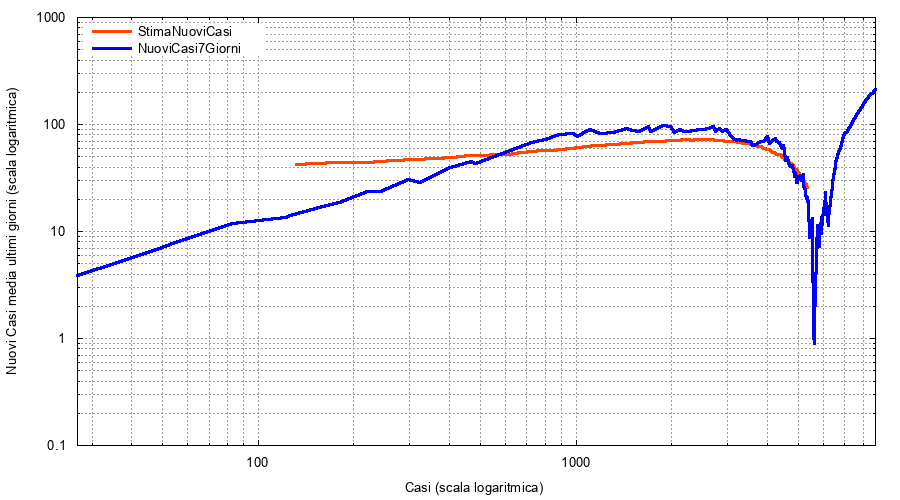 1000
100
10
1
0.1
StimaNuoviCasi
NuoviCasi7Giorni
Nuovi Casi media ultimi giorni (scala logaritmica)
100
1000
Casi (scala logaritmica)